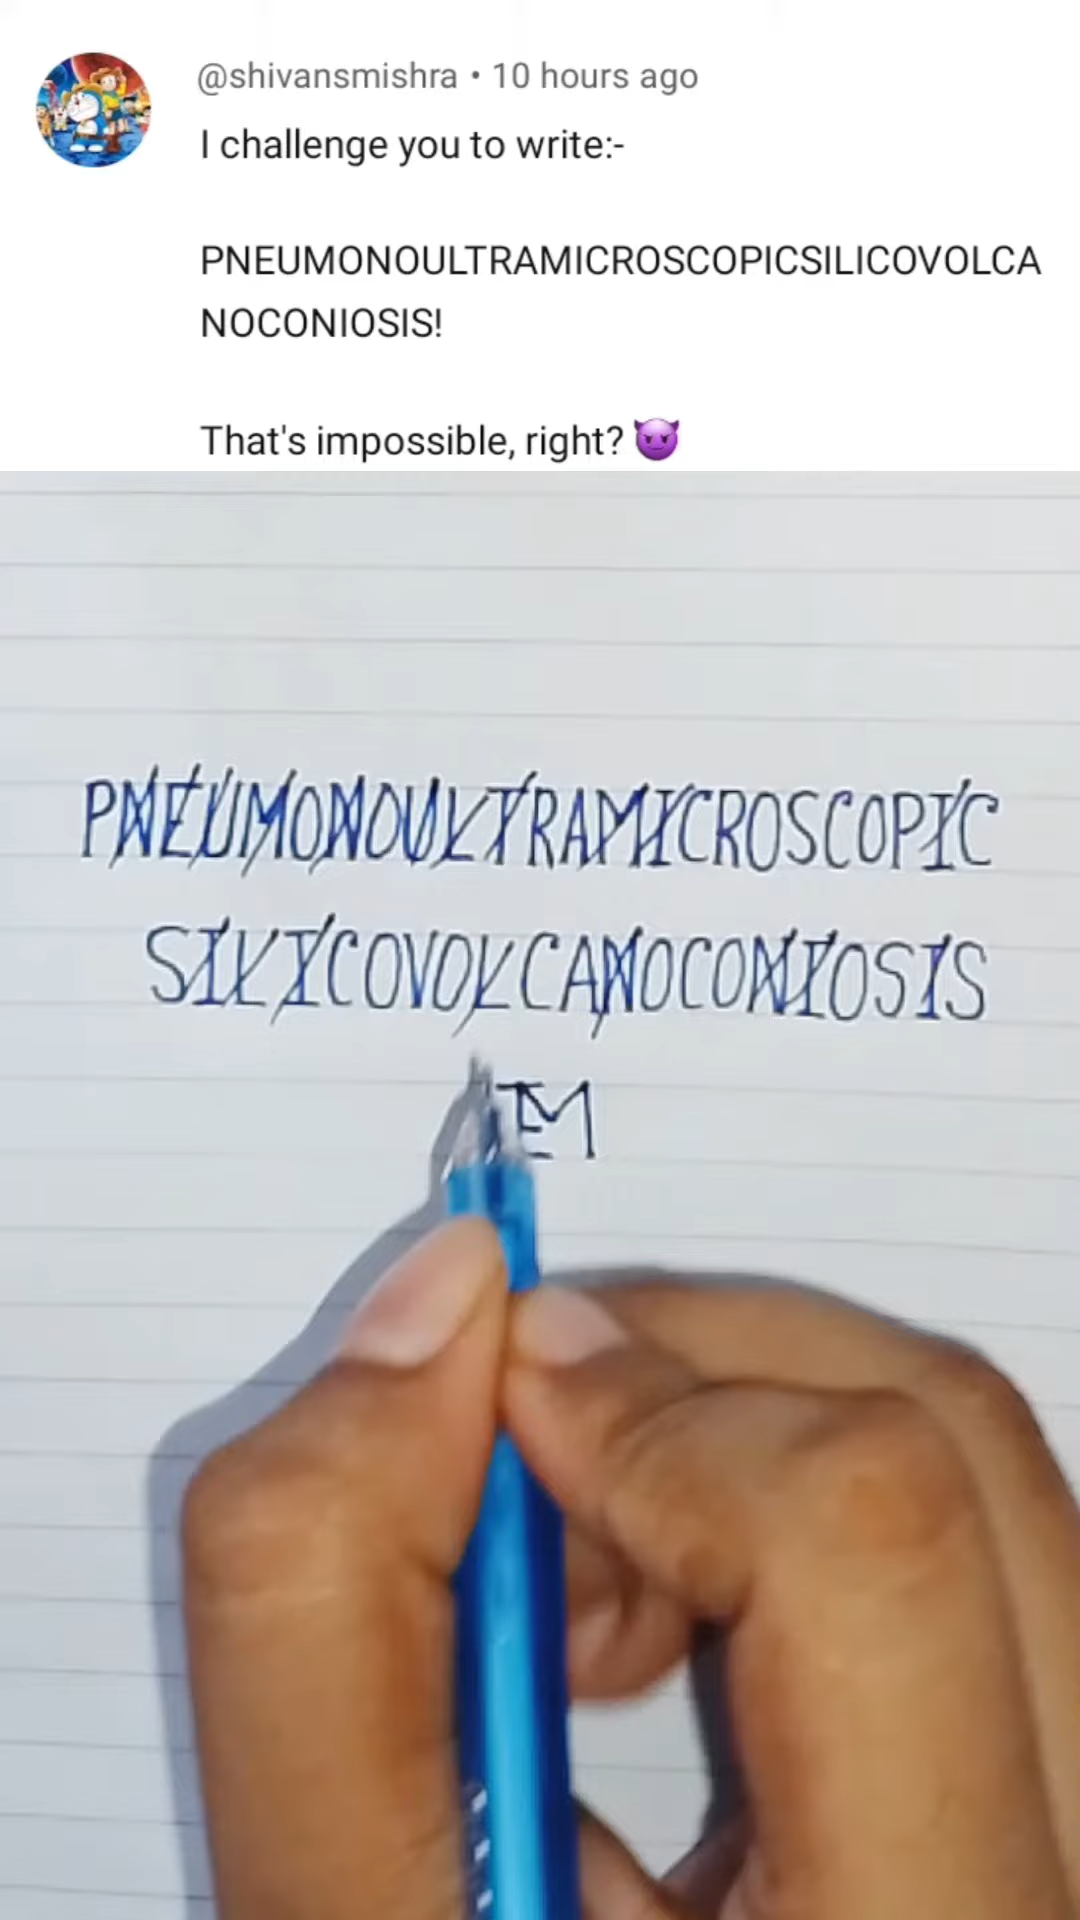 @shivansmishra • 10 hours ago
I challenge you to write:-
PNEUMONOULTRAMICROSCOPICSILICOVOLCA
NOCONIOSIS!
That's impossible, right? 😈
PNEUMONOULTRAMICROSCOPIC
SILICOVOLCANOCONIOSIS